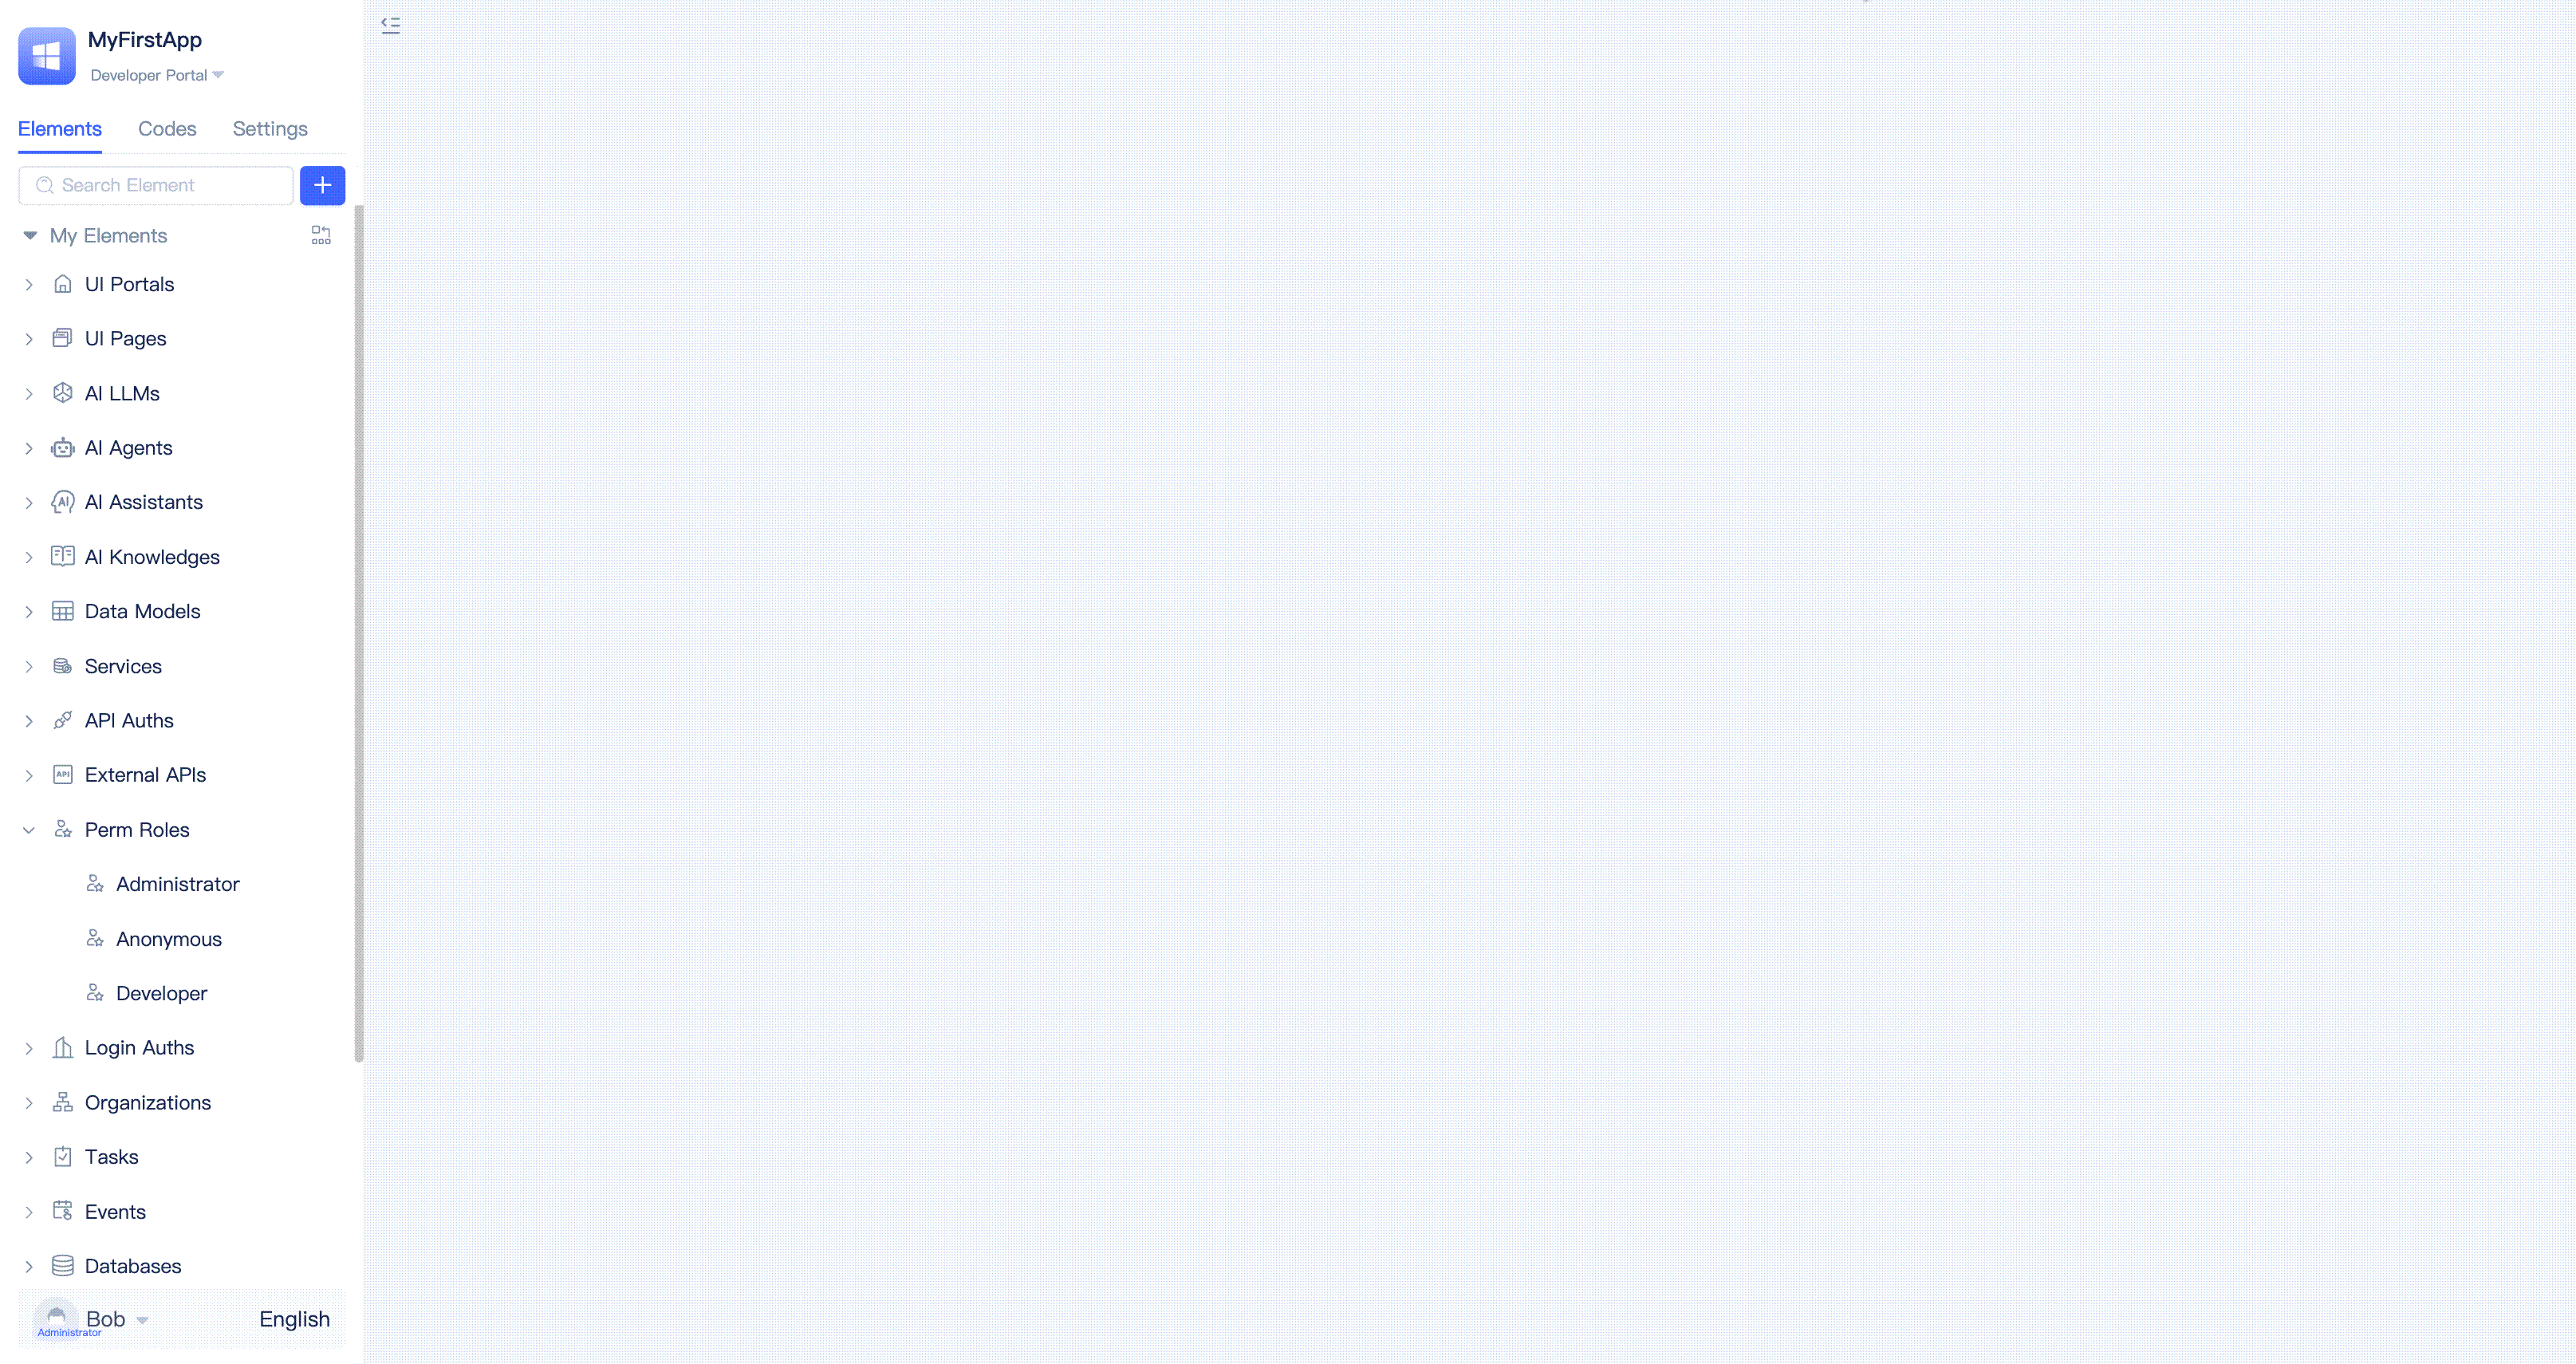 MyFirstApp
Developer Portal
Elements Codes Settings
Search Element
My Elements
UI Portals
UI Pages
AI LLMs
AI Agents
AI Assistants
AI Knowledges
Data Models
Services
API Auths
External APIs
Perm Roles
Administrator
Anonymous
Developer
Login Auths
Organizations
Tasks
Events
Databases
Bob English
Administrator